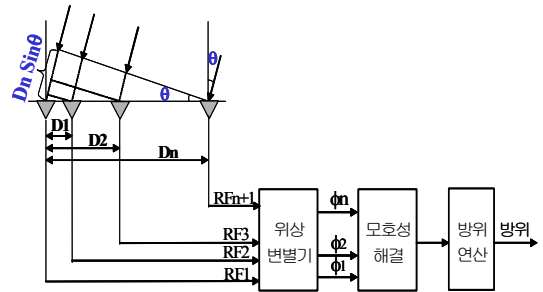 Dn Sinθ
θ
θ
D1
D2
Dn
RFn+1
RF3
RF2
RF1
위상
변별기
ϕn
ϕ2
ϕ1
모호성
해결
방위
연산
방위